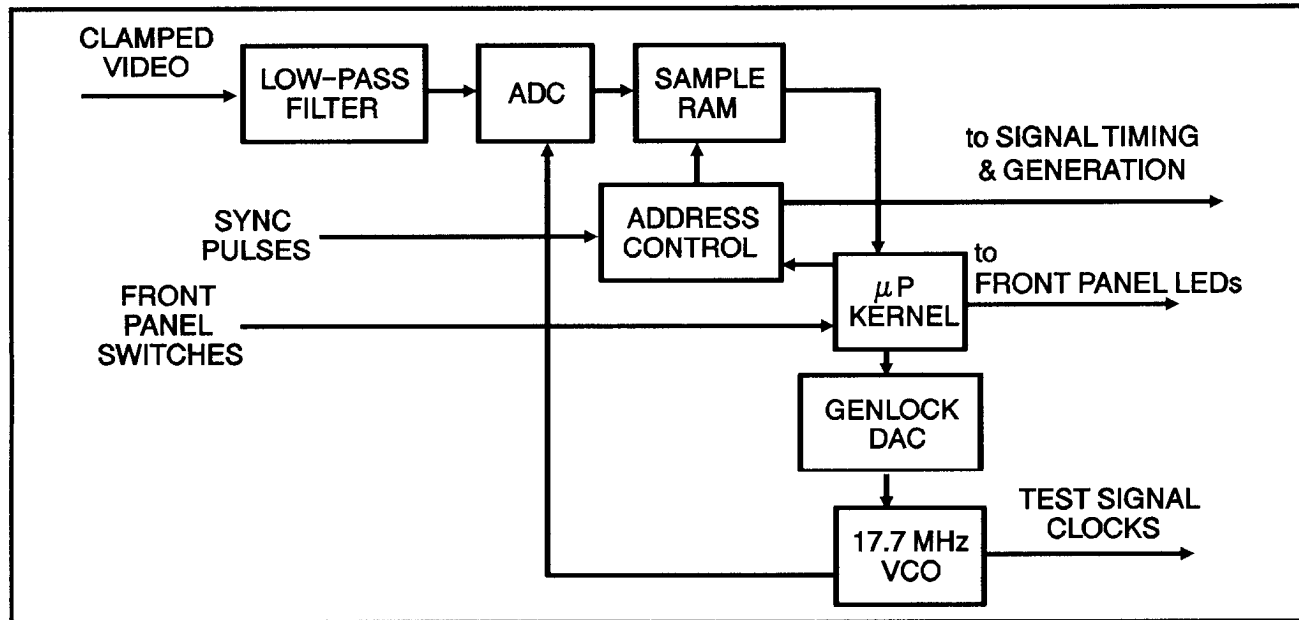 CLAMPED
VIDEO
LOW-PASS
FILTER
ADC
SAMPLE
RAM
to SIGNAL TIMING
& GENERATION
SYNC
PULSES
ADDRESS
CONTROL
to
FRONT PANEL LEDs
μP
KERNEL
FRONT
PANEL
SWITCHES
GENLOCK
DAC
17.7 MHz
VCO
TEST SIGNAL
CLOCKS